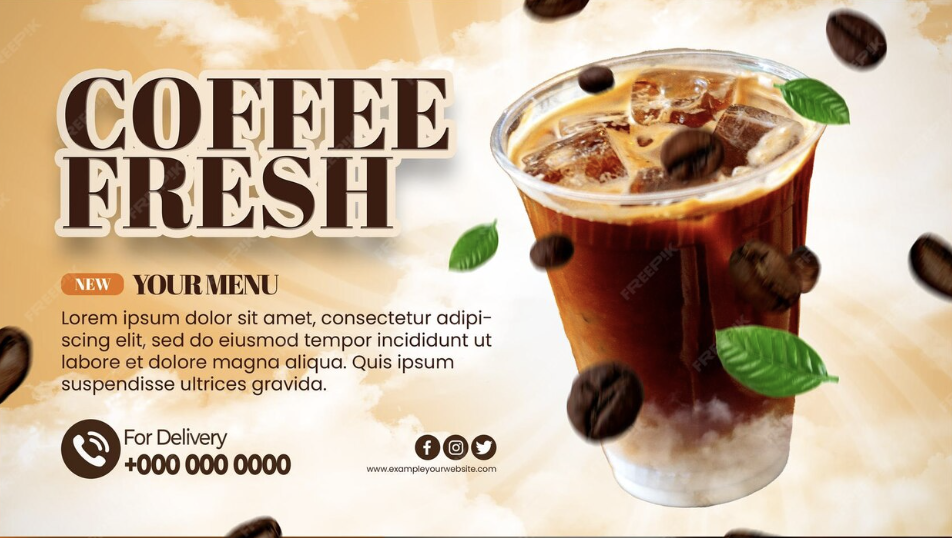 COFFEE
FRESH
NEW YOUR MENU
Lorem ipsum dolor sit amet, consectetur adipi-
scing elit, sed do eiusmod tempor incididunt ut
labore et dolore magna aliqua. Quis ipsum
suspendisse ultrices gravida.
For Delivery
+000 000 0000
www.exampleyourwebsite.com
FREEPIK